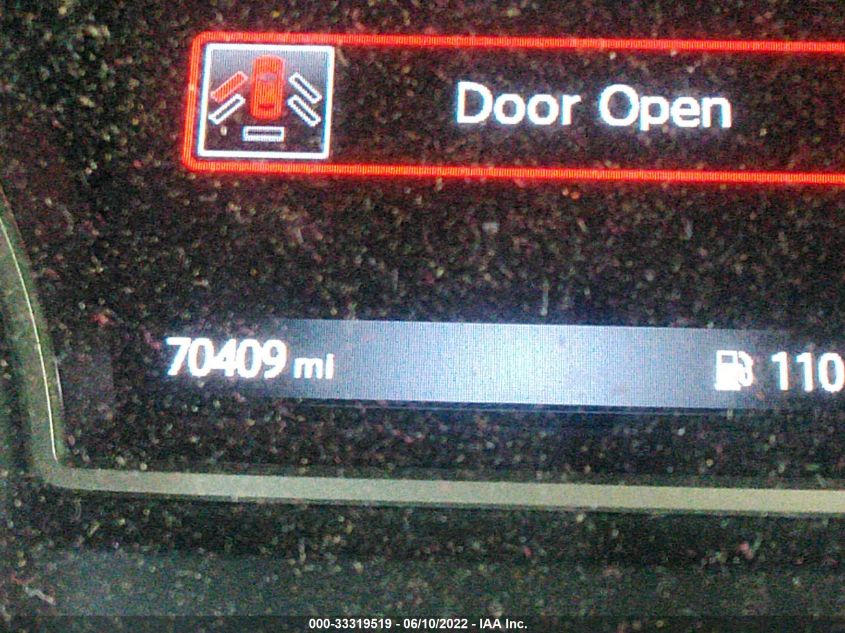 Door Open
70409 mi 110
000-33319519 - 06/10/2022 - IAA Inc.